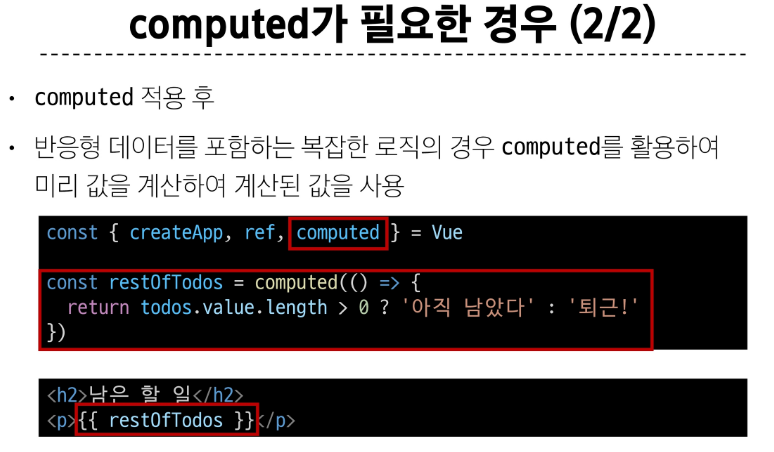 computed가 필요한 경우 (2/2)
• computed 적용 후
• 반응형 데이터를 포함하는 복잡한 로직의 경우 computed를 활용하여
미리 값을 계산하여 계산된 값을 사용
const { createApp, ref, computed } = Vue
const restOfTodos = computed(() => {
  return todos.value.length > 0 ? '아직 남았다' : '퇴근!'
})
<h2>남은 할 일</h2>
<p>{{ restOfTodos }}</p>